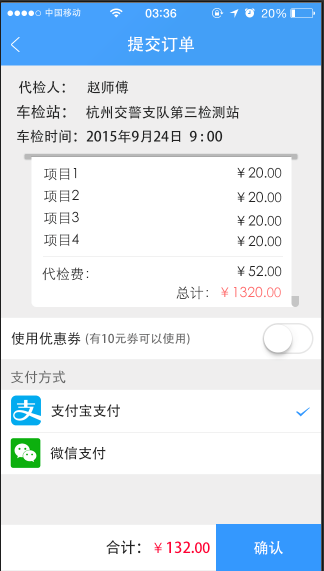 中国移动 03:36 20%
提交订单
代检人： 赵师傅
车检站： 杭州交警支队第三检测站
车检时间：2015年9月24日 9:00
项目1 ￥20.00
项目2 ￥20.00
项目3 ￥20.00
项目4 ￥20.00
代检费： ￥52.00
总计： ￥1320.00
使用优惠券 (有10元券可以使用)
支付方式
支 支付宝支付
微信支付
合计： ￥132.00 确认